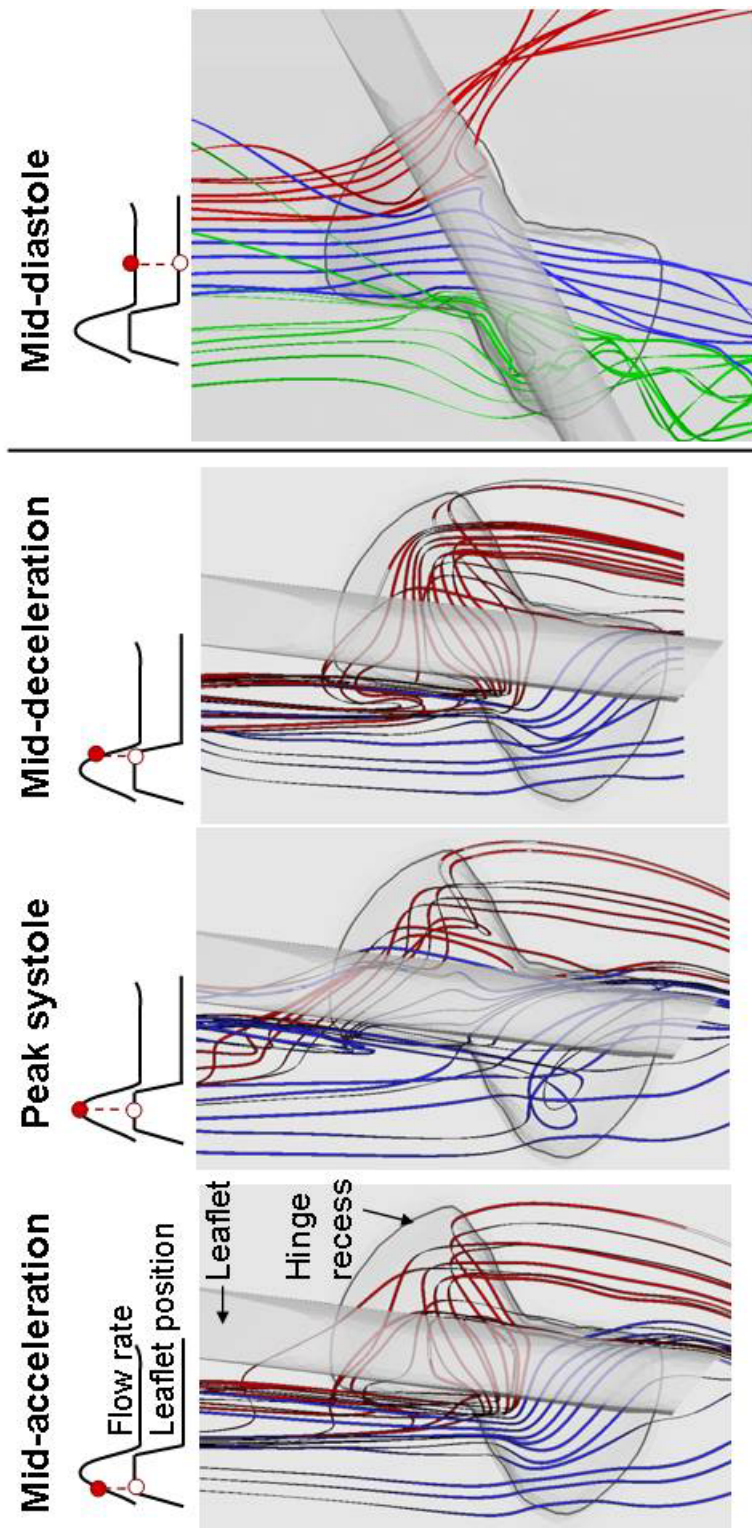 Mid-acceleration
Flow rate
Leaflet position
Leaflet
Hinge
recess
Peak systole
Mid-deceleration
Mid-diastole